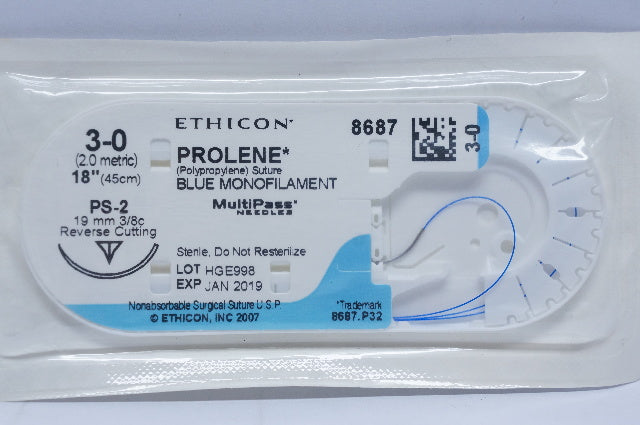 ETHICON*
8687
3-0
3-0
(2.0 metric)
18" (45cm)
PROLENE*
(Polypropylene) Suture
BLUE MONOFILAMENT
PS-2
19 mm 3/8c
Reverse Cutting
MultiPass*
NEEDLES
Sterile, Do Not Resterilize
LOT HGE998
EXP JAN 2019
Nonabsorbable Surgical Suture U.S.P.
© ETHICON, INC 2007
*Trademark
8687.P32